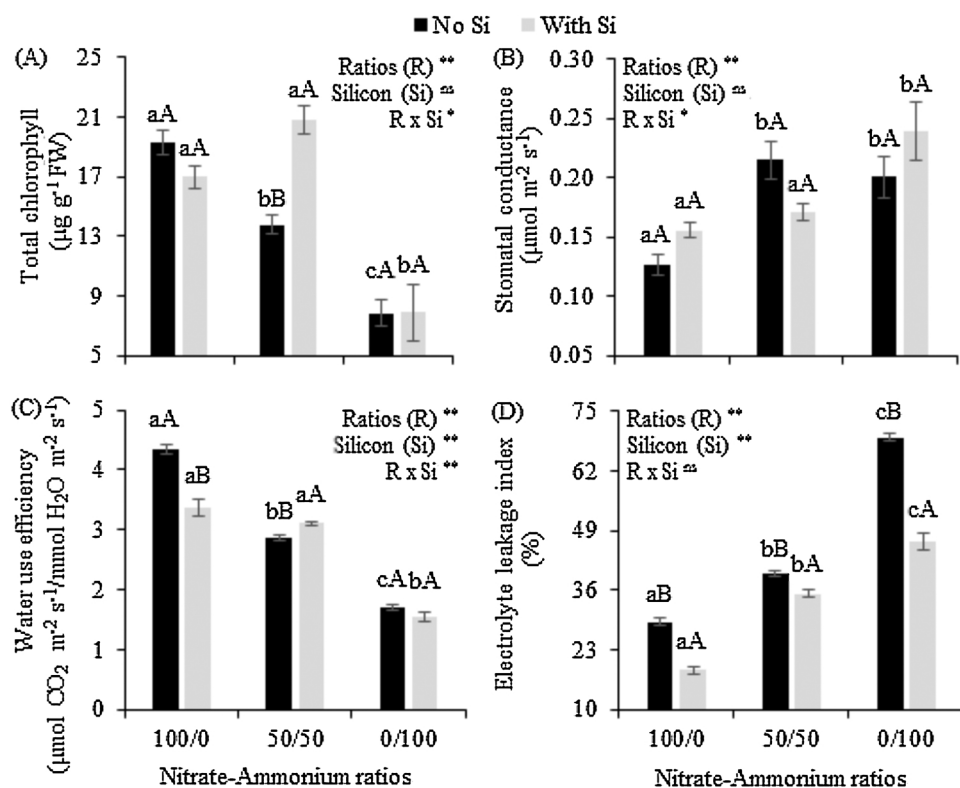 No Si With Si
(A)
Total chlorophyll
(µg g-1 FW)
25
21
17
13
9
5
Ratios (R) **
Silicon (Si) ns
R x Si *
aA
aA
bB
aA
cA
bA
(B)
Stomatal conductance
(µmol m-2 s-1)
0.30
0.25
0.20
0.15
0.10
0.05
Ratios (R) **
Silicon (Si) ns
R x Si *
aA
aA
bA
aA
bA
bA
(C)
Water use efficiency
(µmol CO2 m-2 s-1/mmol H2O m-2 s-1)
5
4
3
2
1
0
Ratios (R) **
Silicon (Si) **
R x Si **
aA
aB
bB
aA
cA
bA
100/0
50/50
0/100
Nitrate-Ammonium ratios
(D)
Electrolyte leakage index
(%)
75
62
49
36
23
10
Ratios (R) **
Silicon (Si) **
R x Si ns
aB
aA
bB
bA
cB
cA
100/0
50/50
0/100
Nitrate-Ammonium ratios